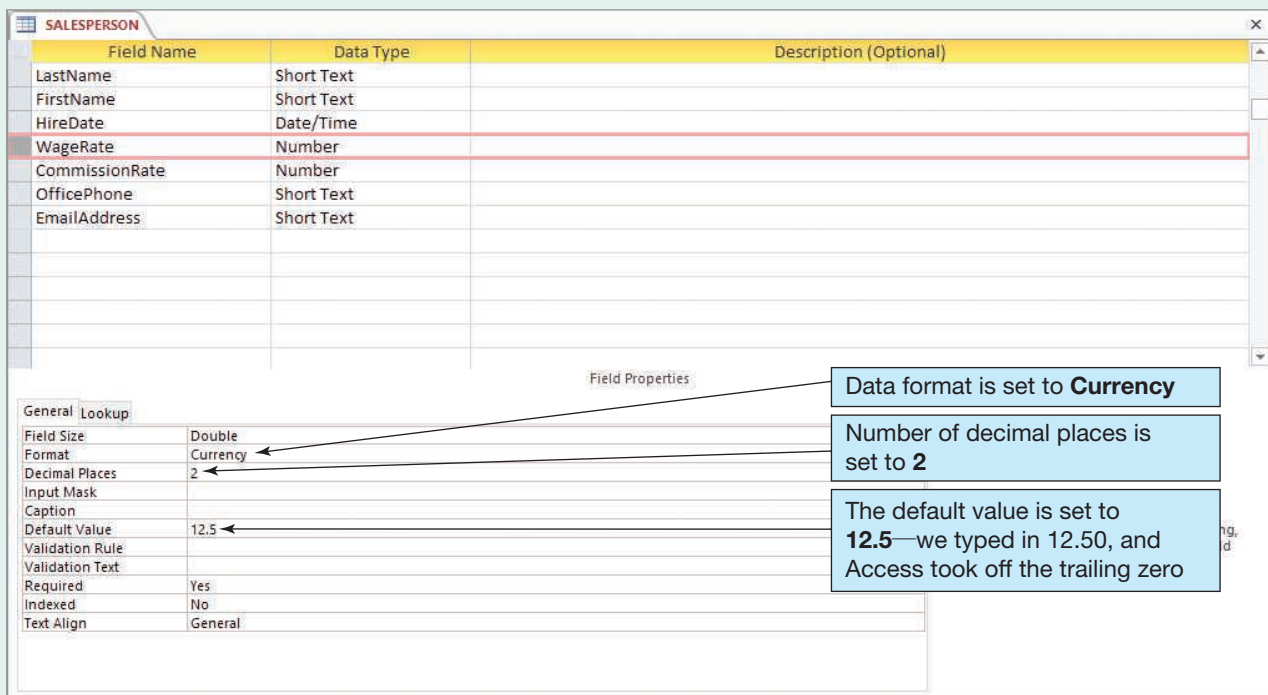 SALESPERSON
Field Name Data Type Description (Optional)
LastName Short Text
FirstName Short Text
HireDate Date/Time
WageRate Number
CommissionRate Number
OfficePhone Short Text
EmailAddress Short Text
Field Properties
General Lookup
Field Size Double
Format Currency
Decimal Places 2
Input Mask
Caption
Default Value 12.5
Validation Rule
Validation Text
Required Yes
Indexed No
Text Align General
Data format is set to Currency
Number of decimal places is
set to 2
The default value is set to
12.5—we typed in 12.50, and
Access took off the trailing zero